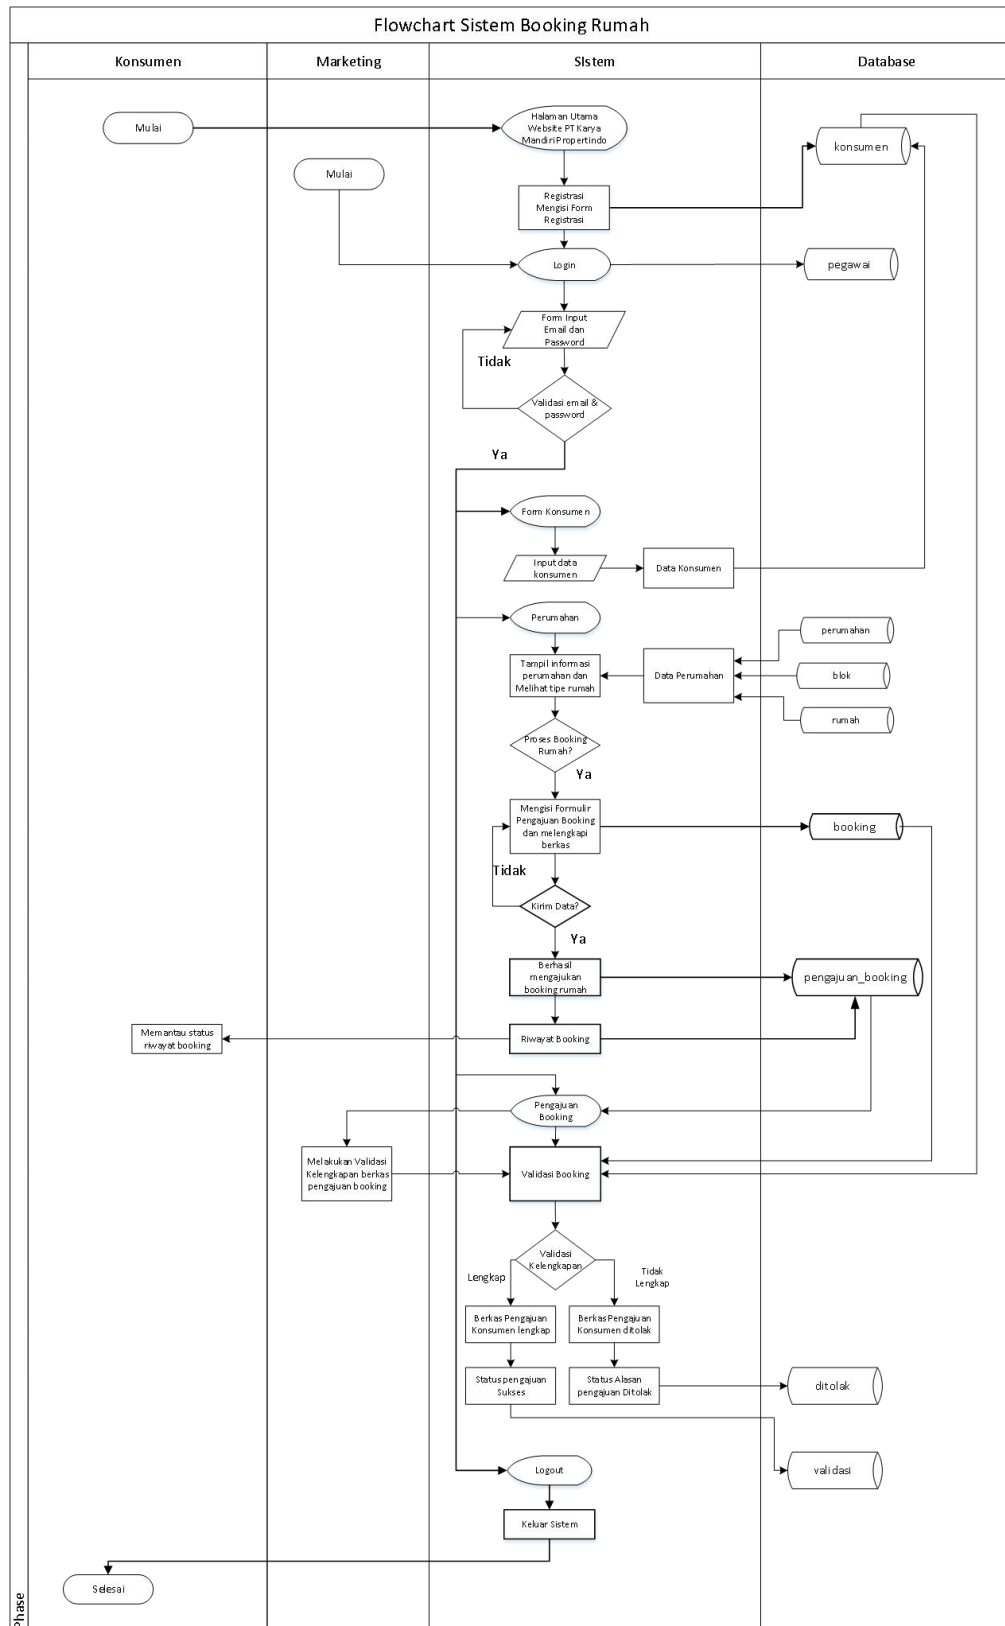 Flowchart Sistem Booking Rumah
Konsumen
Marketing
Sistem
Database
Mulai
Halaman Utama
Website PT Karya
Mandiri Propertindo
konsumen
Mulai
Registrasi
Mengisi Form
Registrasi
Login
pegawai
Form Input
Email dan
Password
Tidak
Validasi email &
password
Ya
Form Konsumen
Input data
konsumen
Data Konsumen
Perumahan
perumahan
Tampil informasi
perumahan dan
Melihat tipe rumah
Data Perumahan
blok
rumah
Proses Booking
Rumah?
Ya
Mengisi Formulir
Pengajuan Booking
dan melengkapi
berkas
booking
Tidak
Kirim Data?
Ya
Berhasil
mengajukan
booking rumah
pengajuan_booking
Memantau status
riwayat booking
Riwayat Booking
Pengajuan
Booking
Melakukan Validasi
Kelengkapan berkas
pengajuan booking
Validasi Booking
Validasi
Kelengkapan
Lengkap
Tidak
Lengkap
Berkas Pengajuan
Konsumen lengkap
Berkas Pengajuan
Konsumen ditolak
Status pengajuan
Sukses
Status Alasan
pengajuan Ditolak
ditolak
Logout
validasi
Keluar Sistem
Selesai
Phase